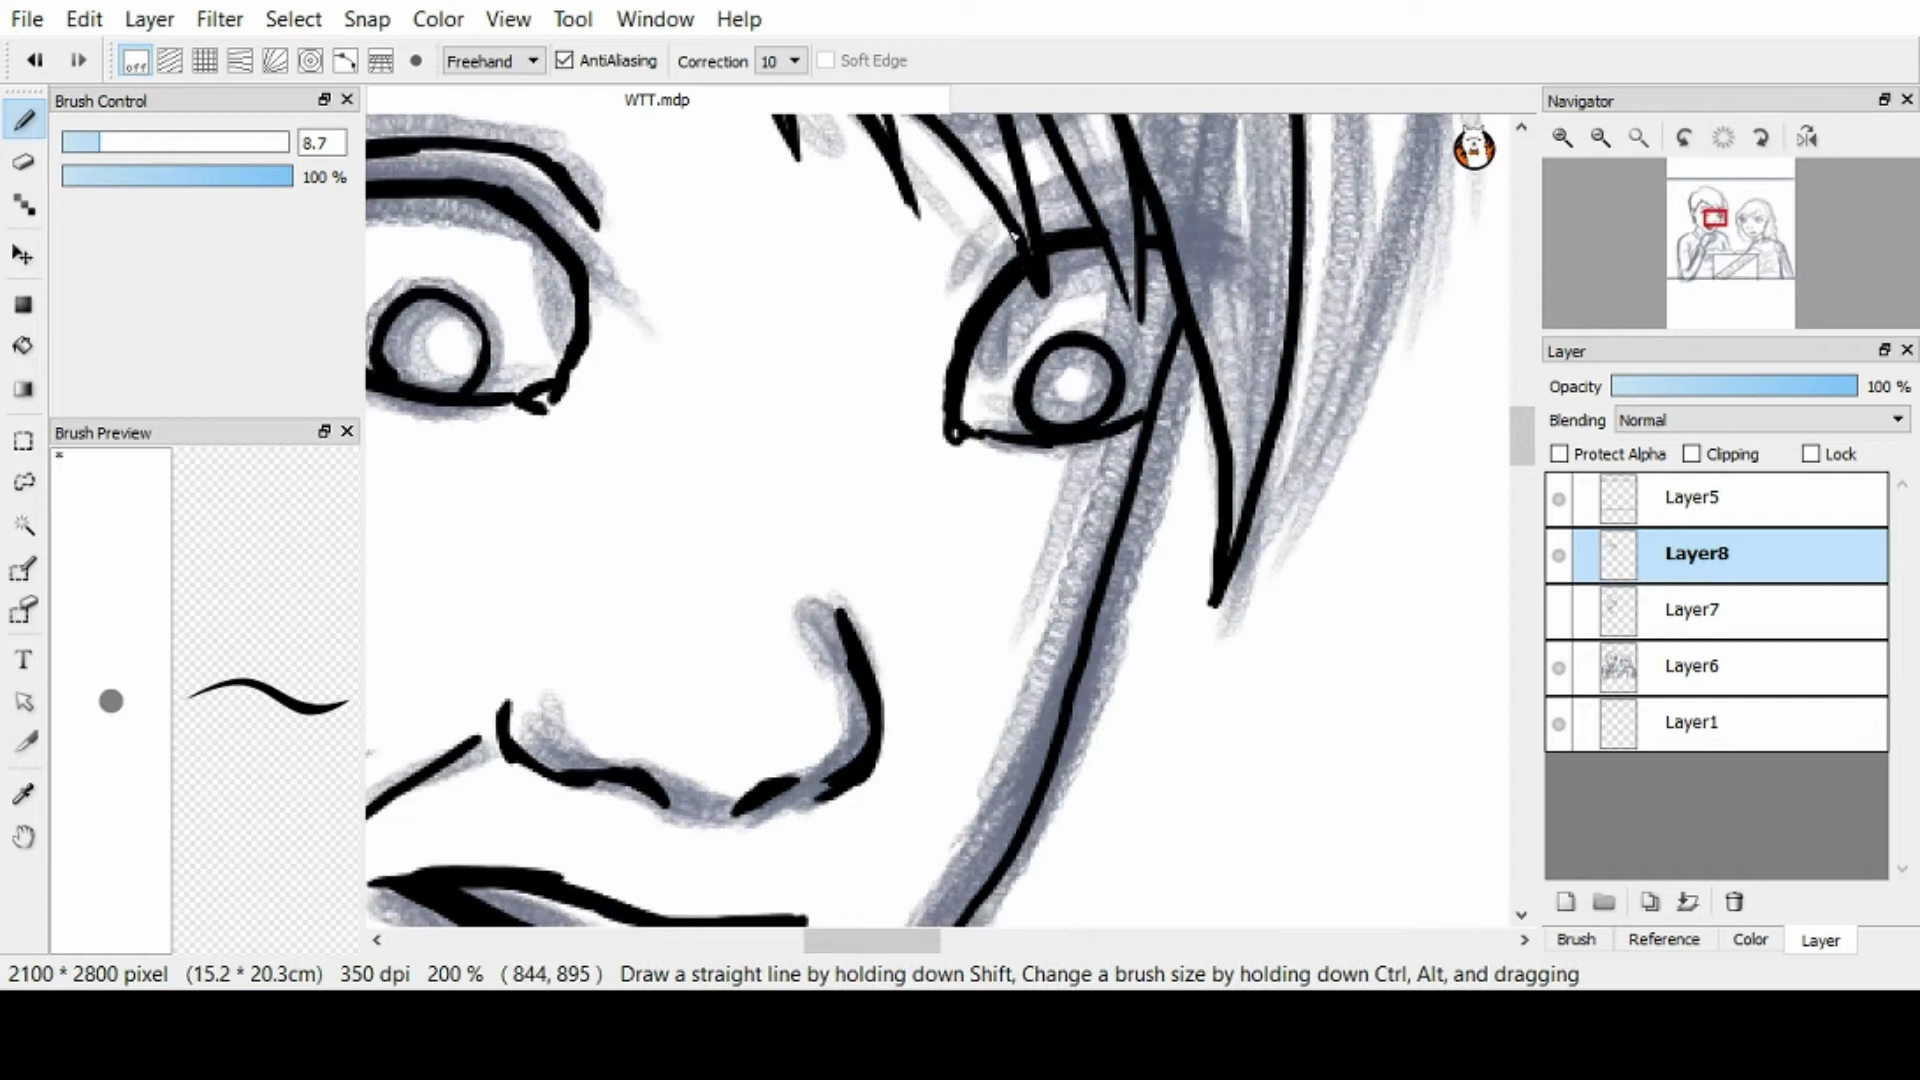 File Edit Layer Filter Select Snap Color View Tool Window Help
off Freehand AntiAliasing Correction 10 Soft Edge
Brush Control
8.7
100 %
Brush Preview
*
WTT.mdp
Navigator
Layer
Opacity 100 %
Blending Normal
Protect Alpha Clipping Lock
Layer5
Layer8
Layer7
Layer6
Layer1
Brush Reference Color Layer
2100 * 2800 pixel (15.2 * 20.3cm) 350 dpi 200 % ( 844, 895 ) Draw a straight line by holding down Shift, Change a brush size by holding down Ctrl, Alt, and dragging